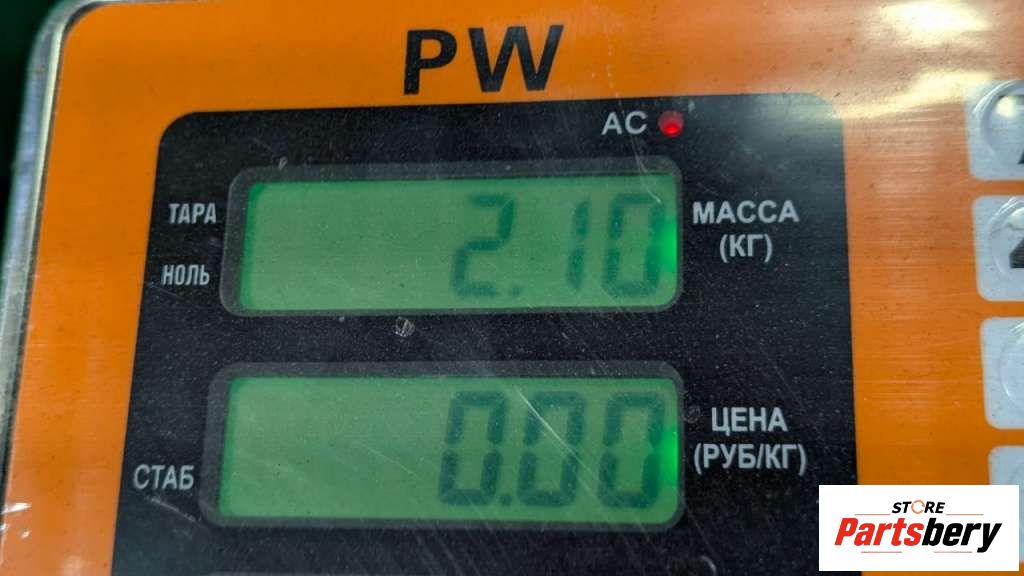 PW
AC
ТАРА
НОЛЬ
2.10
МАССА
(КГ)
СТАБ
0.00
ЦЕНА
(РУБ/КГ)
STORE
Partsbery